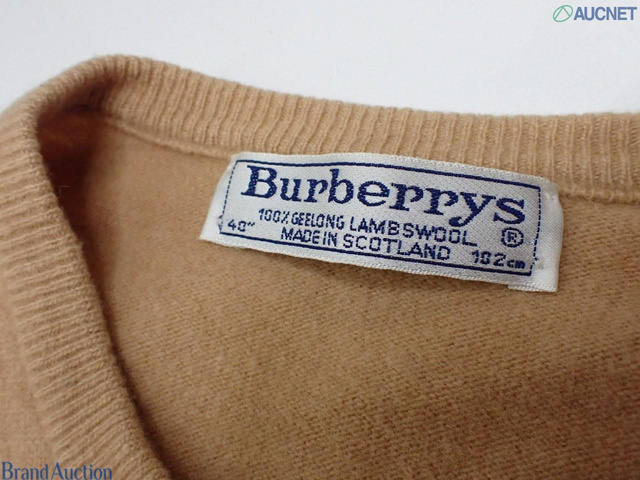 AUCNET
Burberrys
100% GEELONG LAMBSWOOL ®
40" MADE IN SCOTLAND 102cm
Brand Auction